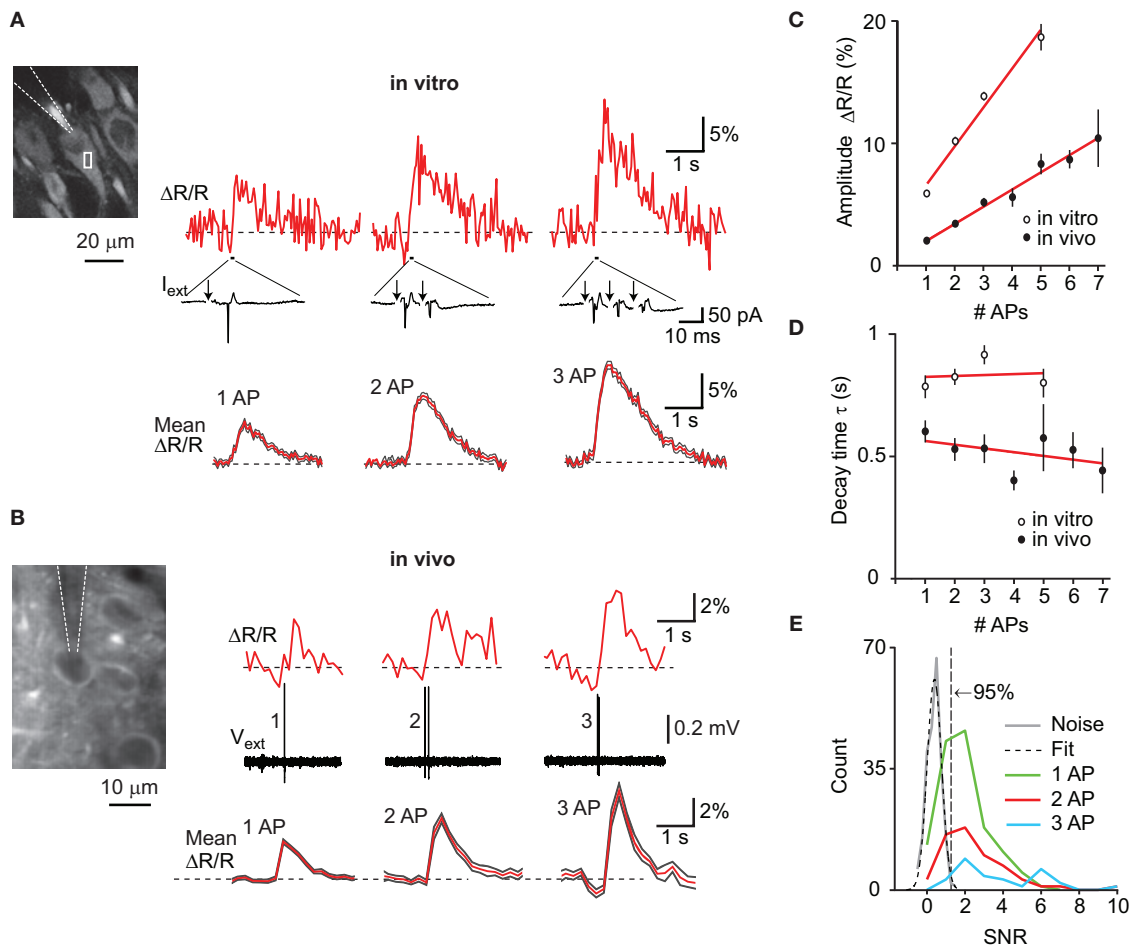 A
in vitro
ΔR/R
5%
1 s
20 μm
I_ext
50 pA
10 ms
Mean
ΔR/R
1 AP
2 AP
3 AP
5%
1 s
B
in vivo
ΔR/R
2%
1 s
V_ext
1
2
3
0.2 mV
10 μm
Mean
ΔR/R
1 AP
2 AP
3 AP
2%
1 s
C
Amplitude ΔR/R (%)
20
10
0
in vitro
in vivo
1 2 3 4 5 6 7
# APs
D
Decay time τ (s)
1
0.5
0
in vitro
in vivo
1 2 3 4 5 6 7
# APs
E
Count
70
35
0
←95%
Noise
Fit
1 AP
2 AP
3 AP
0 2 4 6 8 10
SNR